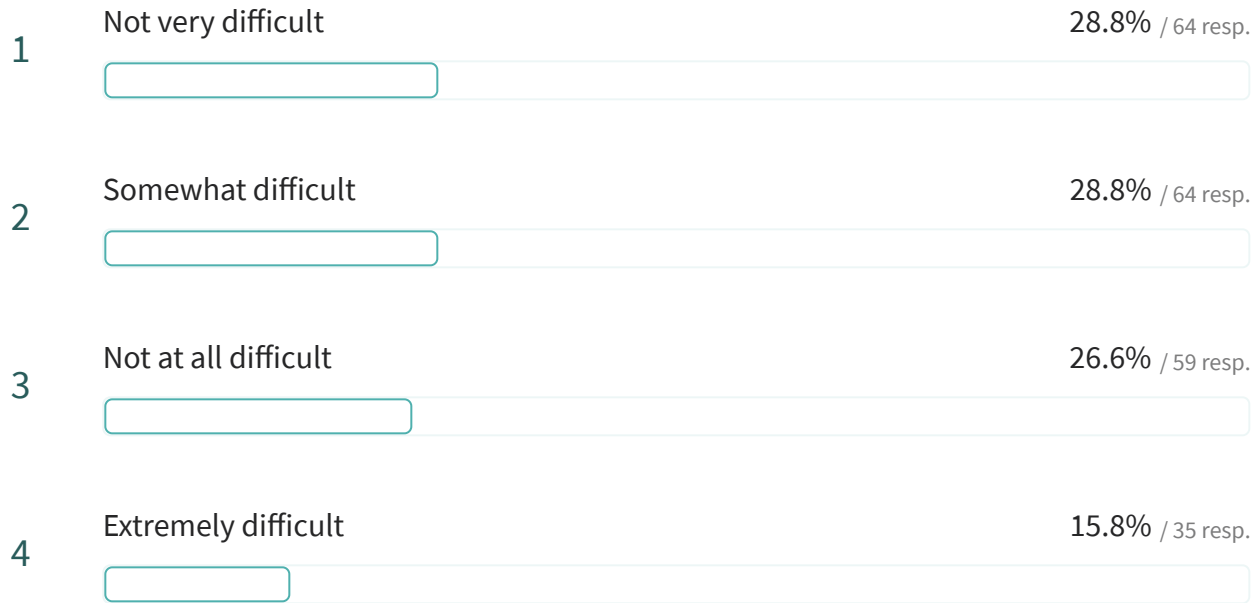 1
Not very difficult
28.8% / 64 resp.
2
Somewhat difficult
28.8% / 64 resp.
3
Not at all difficult
26.6% / 59 resp.
4
Extremely difficult
15.8% / 35 resp.